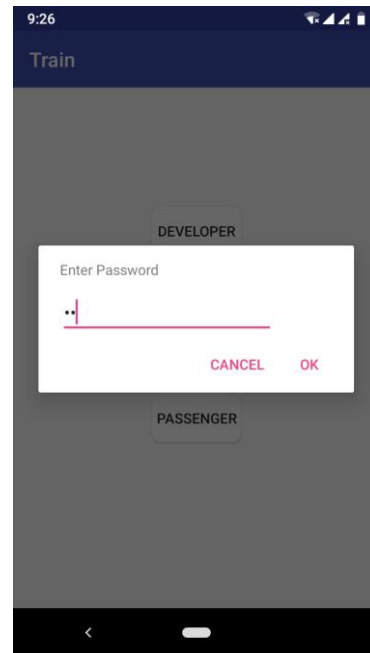 9:26
Train
DEVELOPER
Enter Password
••
CANCEL OK
PASSENGER